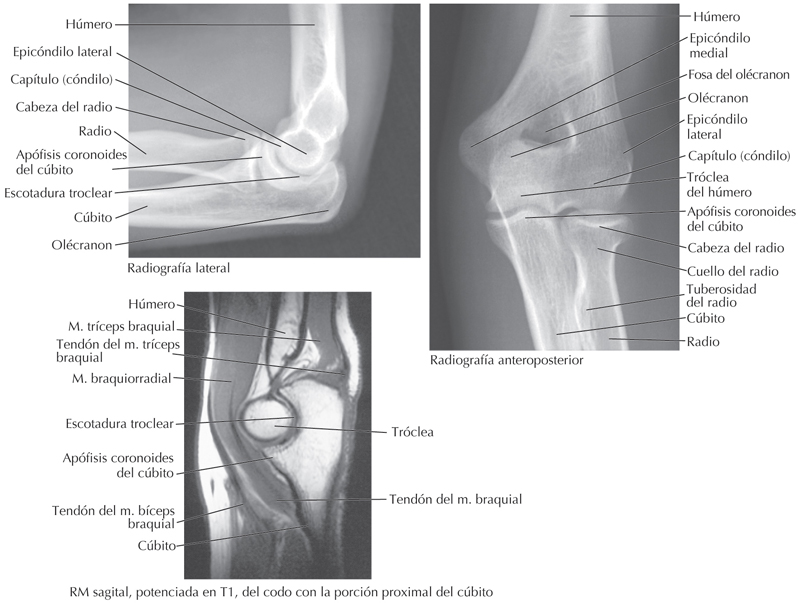 Húmero
Epicóndilo lateral
Capítulo (cóndilo)
Cabeza del radio
Radio
Apófisis coronoides
del cúbito
Escotadura troclear
Cúbito
Olécranon
Radiografía lateral
Húmero
Epicóndilo
medial
Fosa del olécranon
Olécranon
Epicóndilo
lateral
Capítulo (cóndilo)
Tróclea
del húmero
Apófisis coronoides
del cúbito
Cabeza del radio
Cuello del radio
Tuberosidad
del radio
Cúbito
Radio
Radiografía anteroposterior
Húmero
M. tríceps braquial
Tendón del m. tríceps
braquial
M. braquiorradial
Escotadura troclear
Apófisis coronoides
del cúbito
Tendón del m. bíceps
braquial
Cúbito
Tróclea
Tendón del m. braquial
RM sagital, potenciada en T1, del codo con la porción proximal del cúbito